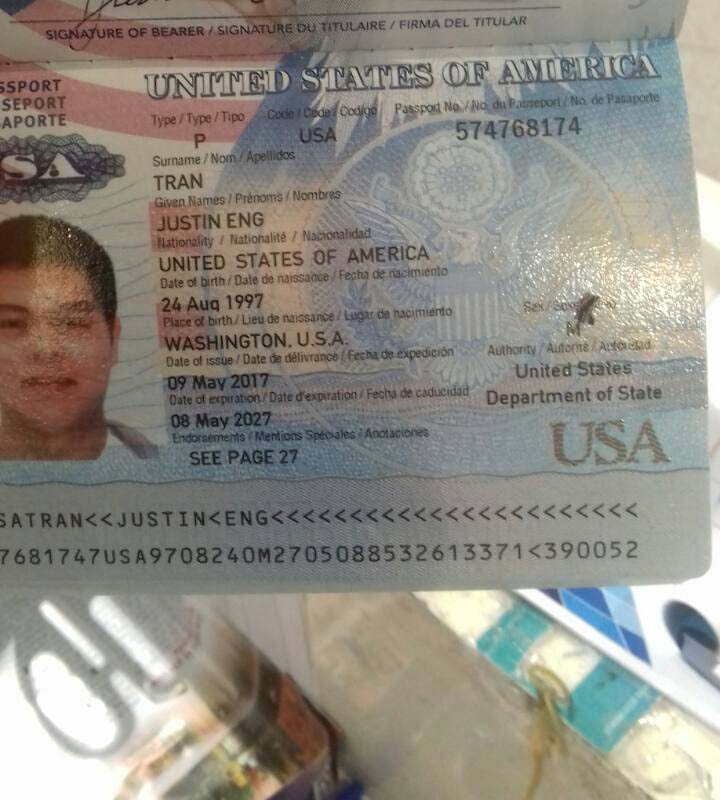 SIGNATURE OF BEARER / SIGNATURE DU TITULAIRE / FIRMA DEL TITULAR
SSPORT
SEPORT
APORTE
UNITED STATES OF AMERICA
Type / Type / Tipo Code / Code / Codigo Passport No. / No. du Passeport / No. de Pasaporte
P USA 574768174
SA
Surname / Nom / Apellidos
TRAN
Given Names / Prénoms / Nombres
JUSTIN ENG
Nationality / Nationalité / Nacionalidad
UNITED STATES OF AMERICA
Date of birth / Date de naissance / Fecha de nacimiento
24 Aug 1997
Place of birth / Lieu de naissance / Lugar de nacimiento Sex /
WASHINGTON, U.S.A. M
Date of issue / Date de délivrance / Fecha de expedición Authority / Autorité / Autoridad
09 May 2017 United States
Date of expiration / Date d'expiration / Fecha de caducidad Department of State
08 May 2027
Endorsements / Mentions Spéciales / Anotaciones
SEE PAGE 27 USA
SATRAN<<JUSTIN<ENG<<<<<<<<<<<<<<<<<<<<<<<<
7681747USA9708240M2705088532613371<390052